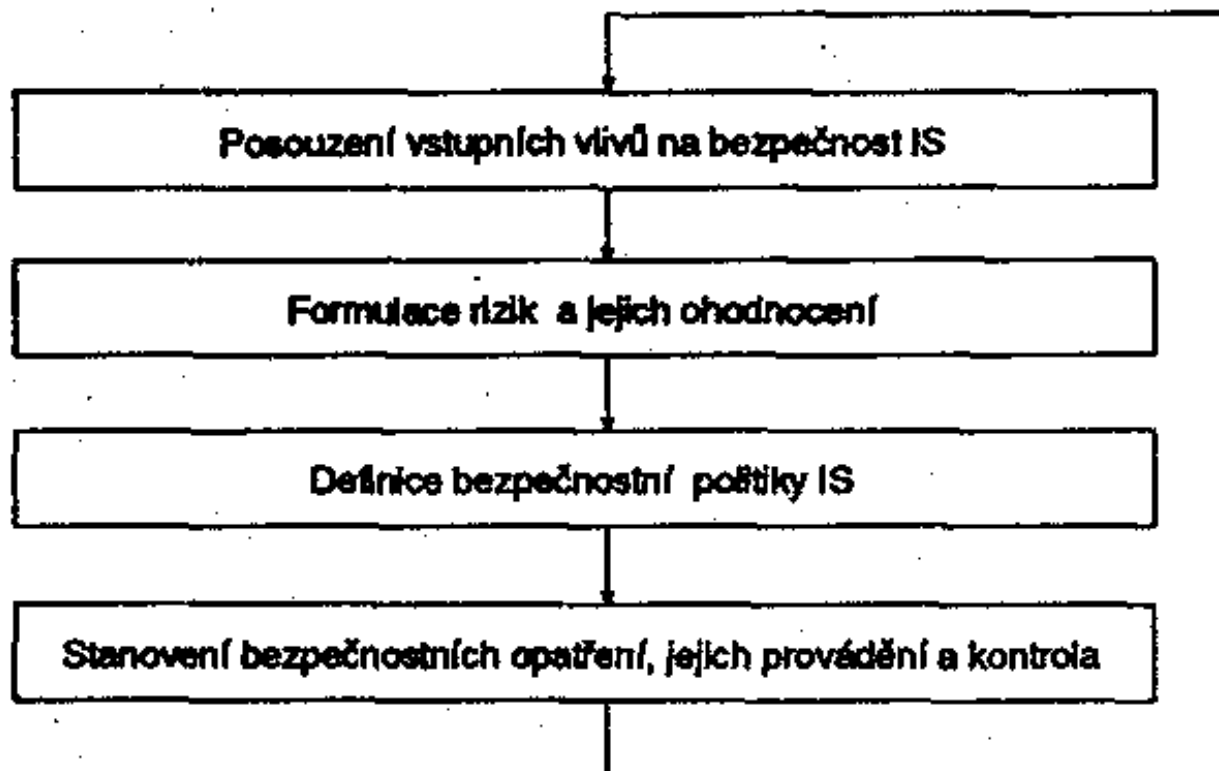 Posouzení vstupních vlivů na bezpečnost IS
Formulace rizik a jejich ohodnocení
Definice bezpečnostní politiky IS
Stanovení bezpečnostních opatření, jejich provádění a kontrola